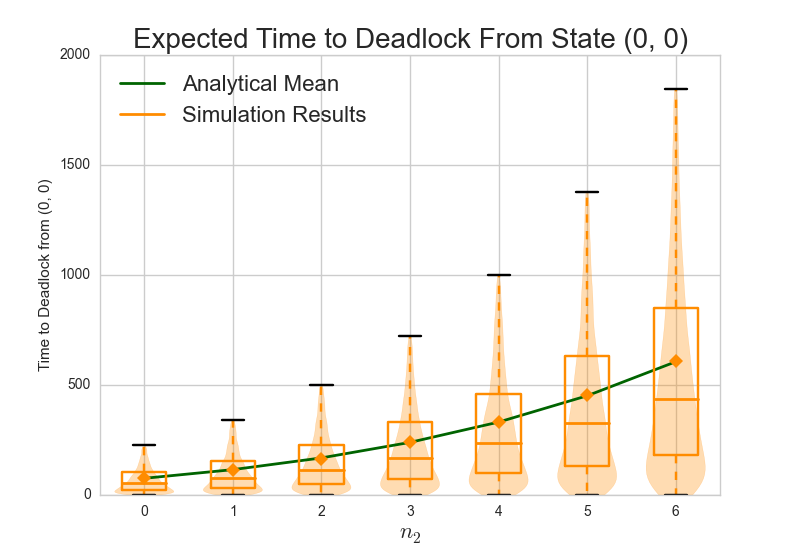 Expected Time to Deadlock From State (0, 0)
2000
Analytical Mean
Simulation Results
1500
1000
500
0
Time to Deadlock from (0, 0)
0 1 2 3 4 5 6
n₂